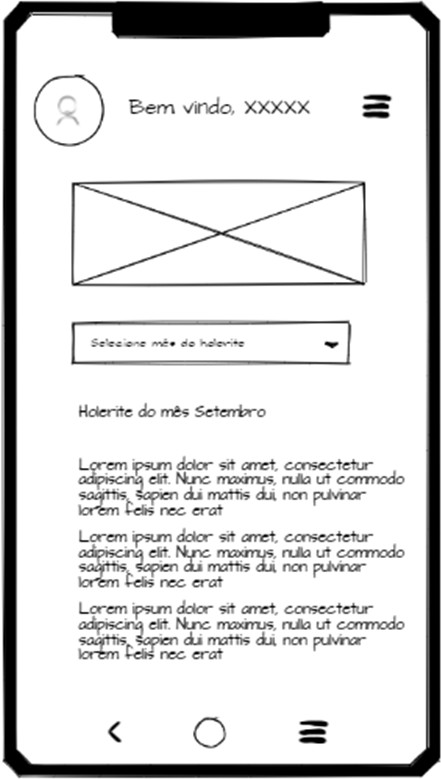 Bem vindo, XXXXX
Selecione mês do holerite
Holerite do mês Setembro
Lorem ipsum dolor sit amet, consectetur
adipiscing elit. Nunc maximus, nulla ut commodo
sagittis, sapien dui mattis dui, non pulvinar
lorem felis nec erat
Lorem ipsum dolor sit amet, consectetur
adipiscing elit. Nunc maximus, nulla ut commodo
sagittis, sapien dui mattis dui, non pulvinar
lorem felis nec erat
Lorem ipsum dolor sit amet, consectetur
adipiscing elit. Nunc maximus, nulla ut commodo
sagittis, sapien dui mattis dui, non pulvinar
lorem felis nec erat